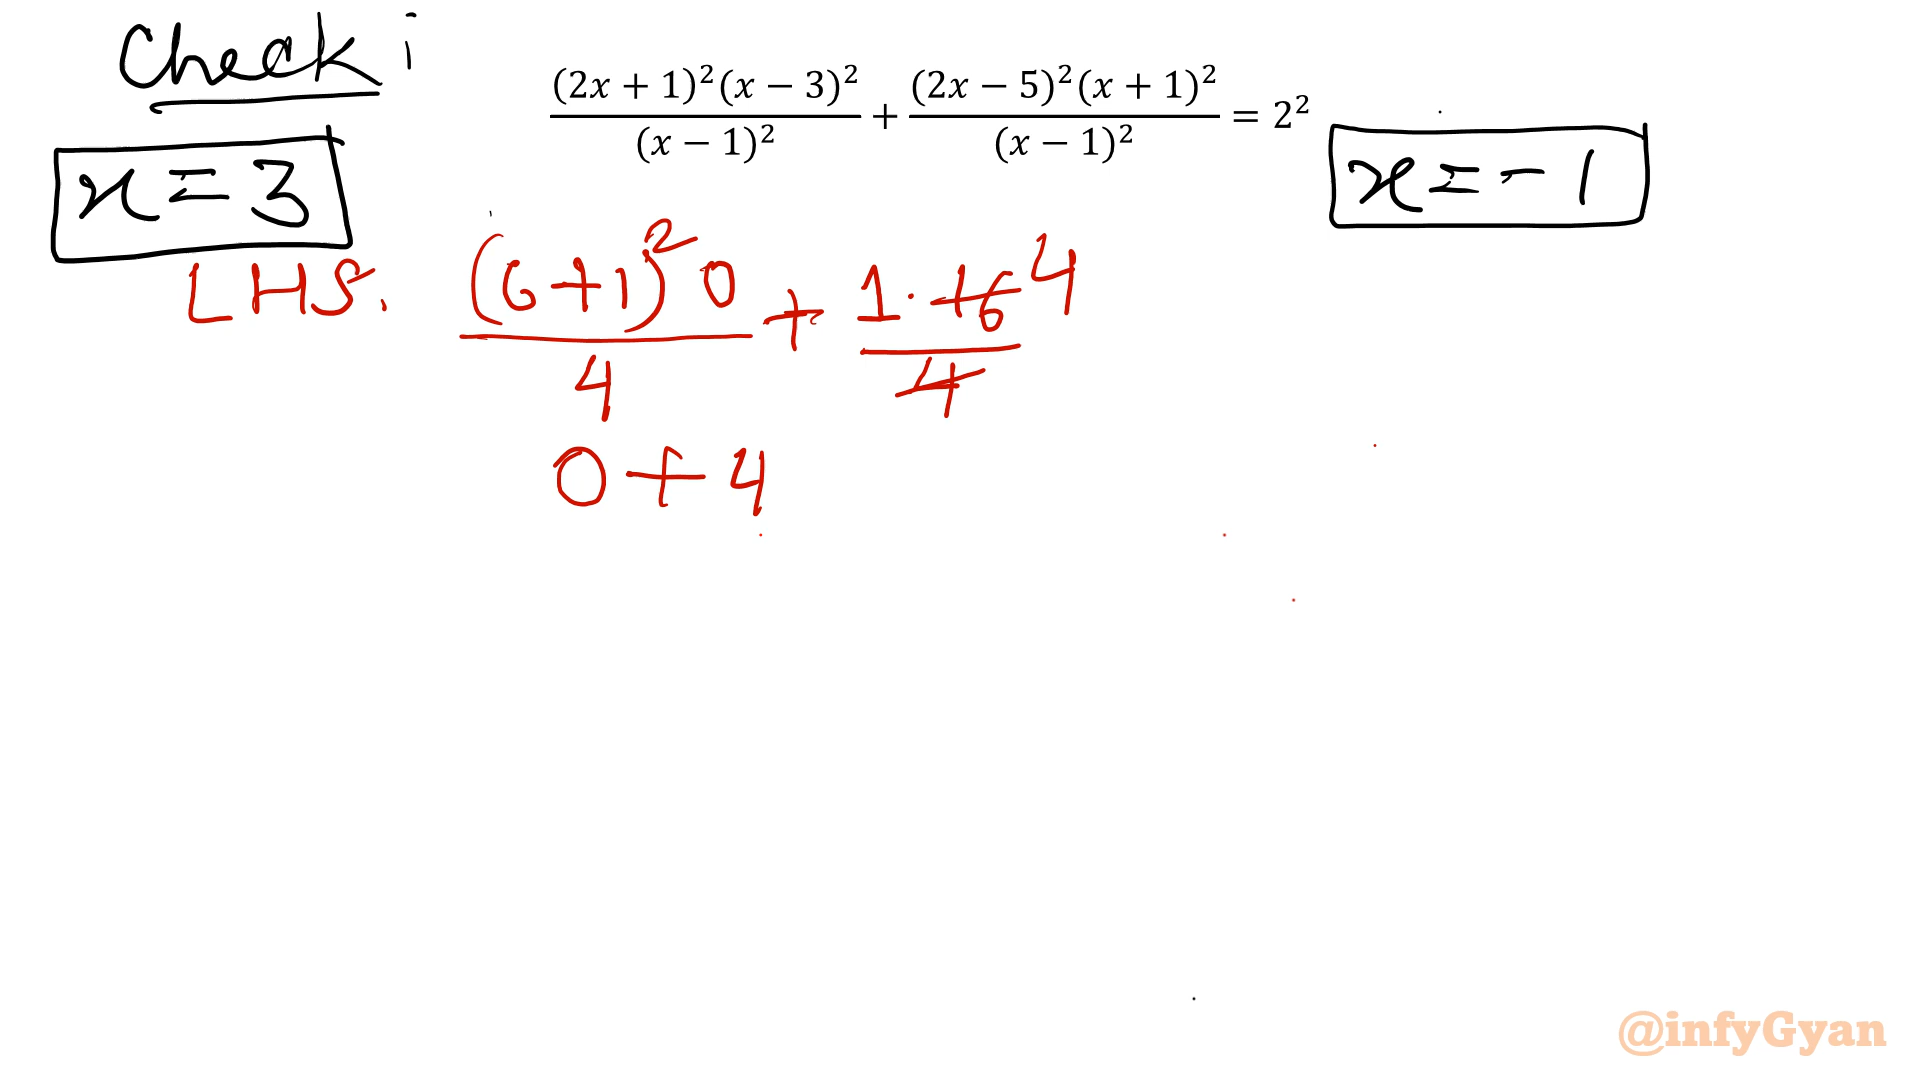 Check :
(2x + 1)²(x − 3)² / (x − 1)² + (2x − 5)²(x + 1)² / (x − 1)² = 2²
x = 3
x = - 1
LHS. (6+1)² 0 / 4 + 1 · 16 4 / 4
0 + 4
@infyGyan